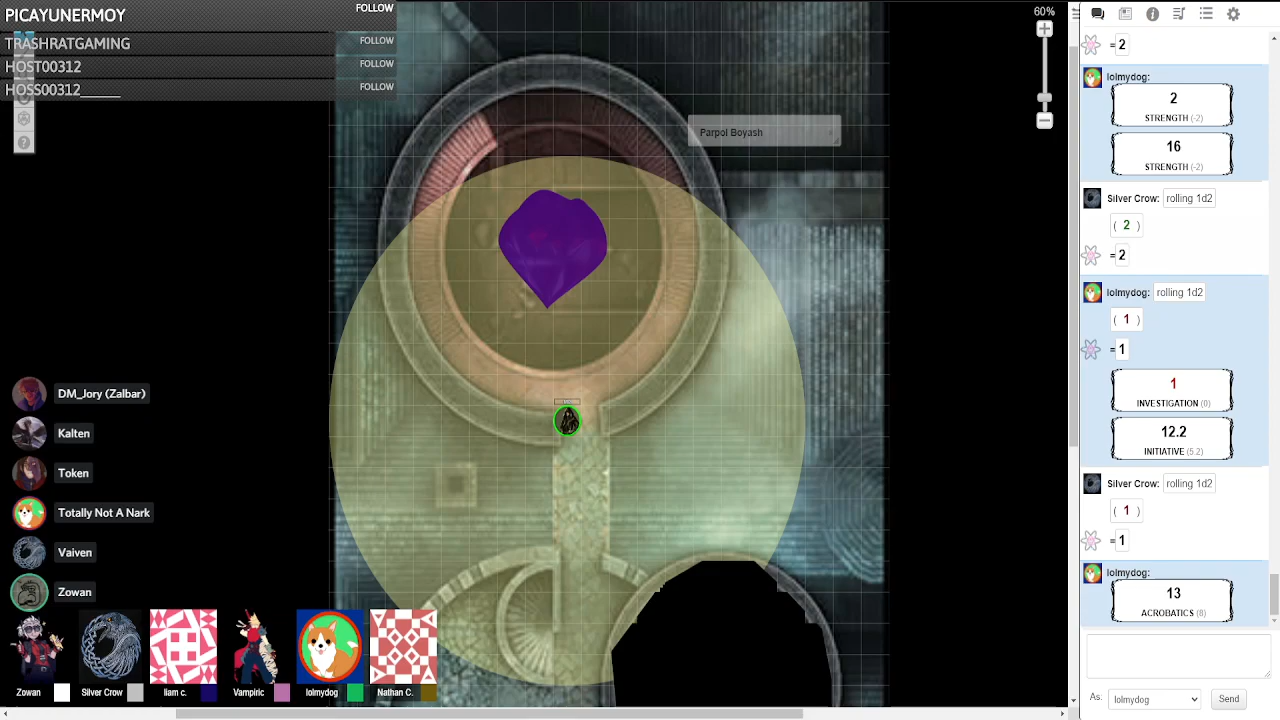 PICAYUNERMOY
FOLLOW
TRASHRATGAMING
FOLLOW
HOST00312
FOLLOW
HOSS00312_____
FOLLOW
Parpol Boyash
60%
DM_Jory (Zalbar)
Kalten
Token
Totally Not A Nark
Vaiven
Zowan
Zowan
Silver Crow
liam c.
Vampiric
lolmydog
Nathan C.
=2
lolmydog:
2
STRENGTH (-2)
16
STRENGTH (-2)
Silver Crow: rolling 1d2
( 2 )
=2
lolmydog: rolling 1d2
( 1 )
=1
1
INVESTIGATION (0)
12.2
INITIATIVE (5.2)
Silver Crow: rolling 1d2
( 1 )
=1
lolmydog:
13
ACROBATICS (8)
As: lolmydog
Send